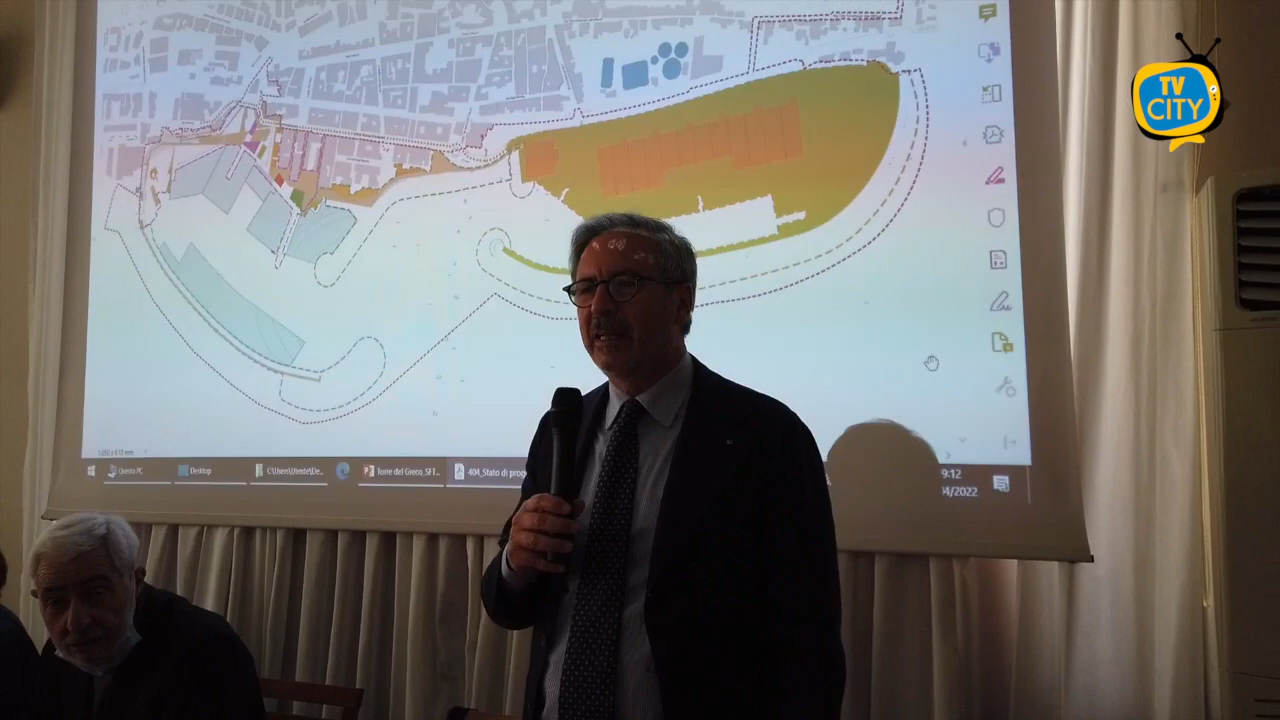 TV
CITY
Questo PC
Desktop
C:\Users\Utente\De...
Torre del Greco_SFT...
404_Stato di prog
9:12
04/2022